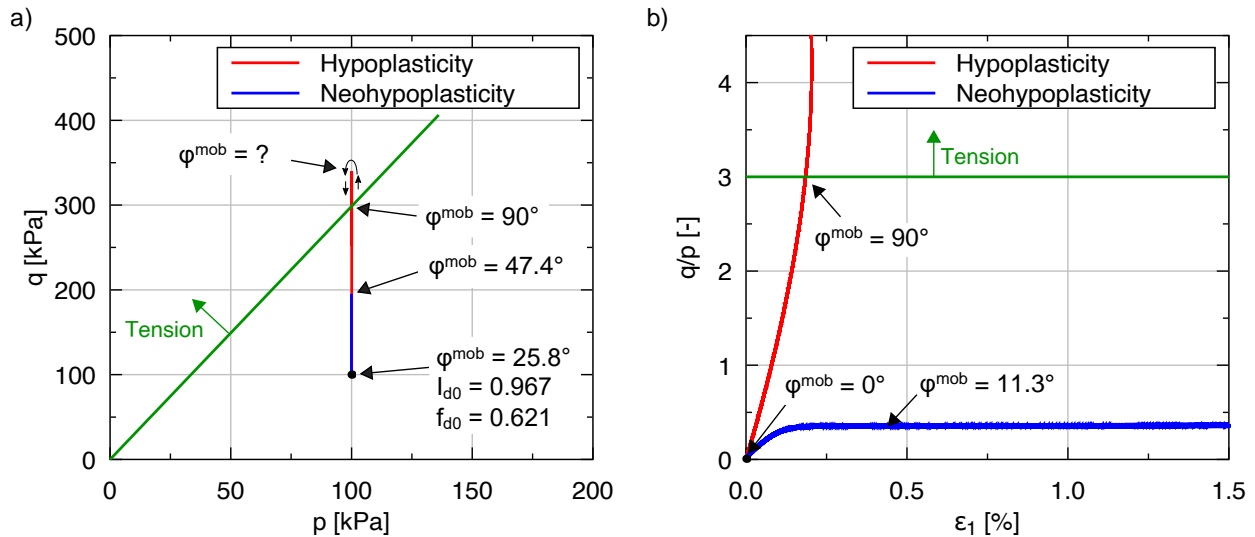 a)
500
400
300
200
100
0
q [kPa]
Hypoplasticity
Neohypoplasticity
φ^mob = ?
φ^mob = 90°
φ^mob = 47.4°
Tension
φ^mob = 25.8°
I_d0 = 0.967
f_d0 = 0.621
0
50
100
150
200
p [kPa]
b)
4
3
2
1
0
q/p [-]
Hypoplasticity
Neohypoplasticity
Tension
φ^mob = 90°
φ^mob = 0°
φ^mob = 11.3°
0.0
0.5
1.0
1.5
ε_1 [%]